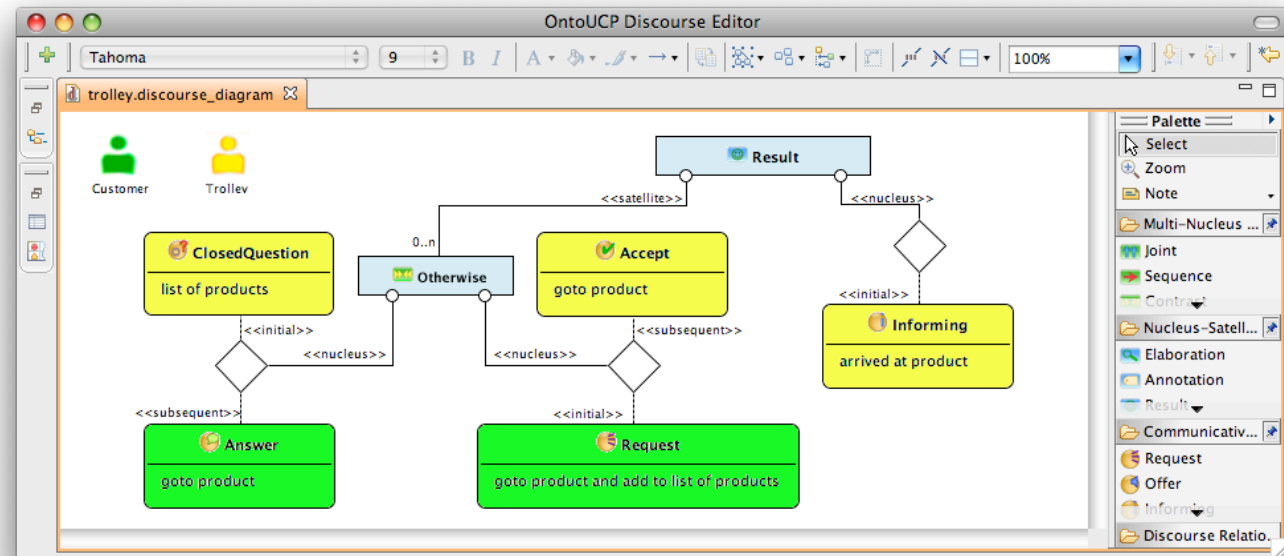 OntoUCP Discourse Editor
Tahoma 9 B I A 100%
trolley.discourse_diagram
Palette
Select
Zoom
Note
Multi-Nucleus ...
Joint
Sequence
Contrast
Nucleus-Satell...
Elaboration
Annotation
Result
Communicativ...
Request
Offer
Informing
Discourse Relatio.
Customer
Trolley
Result
<<satellite>>
<<nucleus>>
0..n
ClosedQuestion
list of products
Otherwise
Accept
goto product
<<initial>>
Informing
arrived at product
<<initial>>
<<nucleus>>
<<nucleus>>
<<subsequent>>
<<subsequent>>
<<initial>>
Answer
goto product
Request
goto product and add to list of products